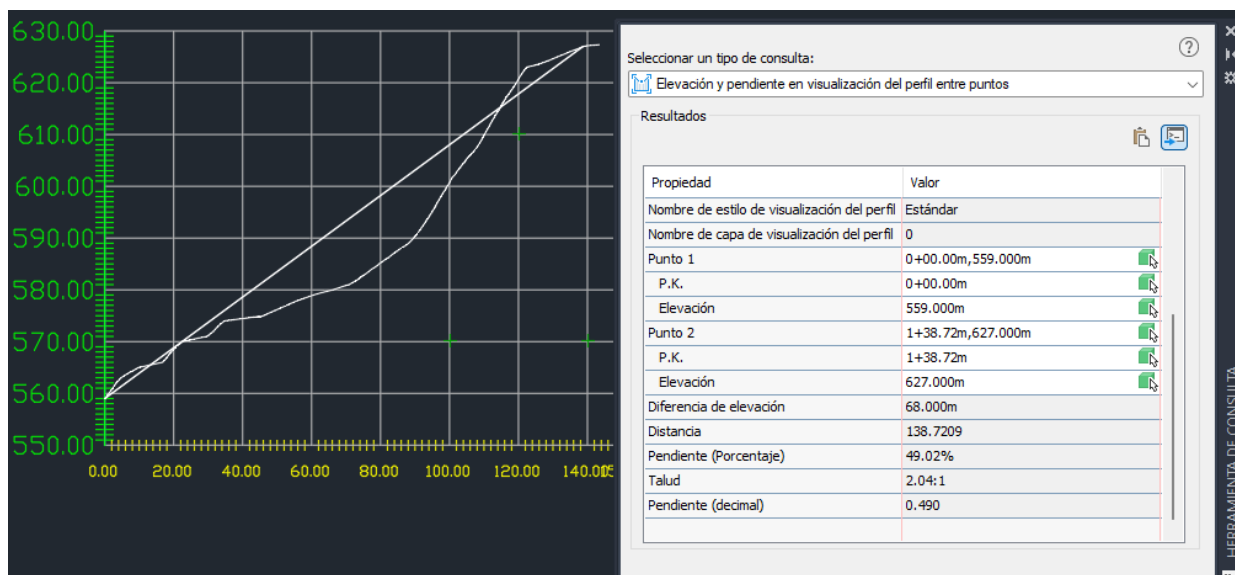 630.00
620.00
610.00
600.00
590.00
580.00
570.00
560.00
550.00
0.00 20.00 40.00 60.00 80.00 100.00 120.00 140.00
Seleccionar un tipo de consulta:
Elevación y pendiente en visualización del perfil entre puntos
Resultados
Propiedad Valor
Nombre de estilo de visualización del perfil Estándar
Nombre de capa de visualización del perfil 0
Punto 1 0+00.00m,559.000m
P.K. 0+00.00m
Elevación 559.000m
Punto 2 1+38.72m,627.000m
P.K. 1+38.72m
Elevación 627.000m
Diferencia de elevación 68.000m
Distancia 138.7209
Pendiente (Porcentaje) 49.02%
Talud 2.04:1
Pendiente (decimal) 0.490
HERRAMIENTA DE CONSULTA